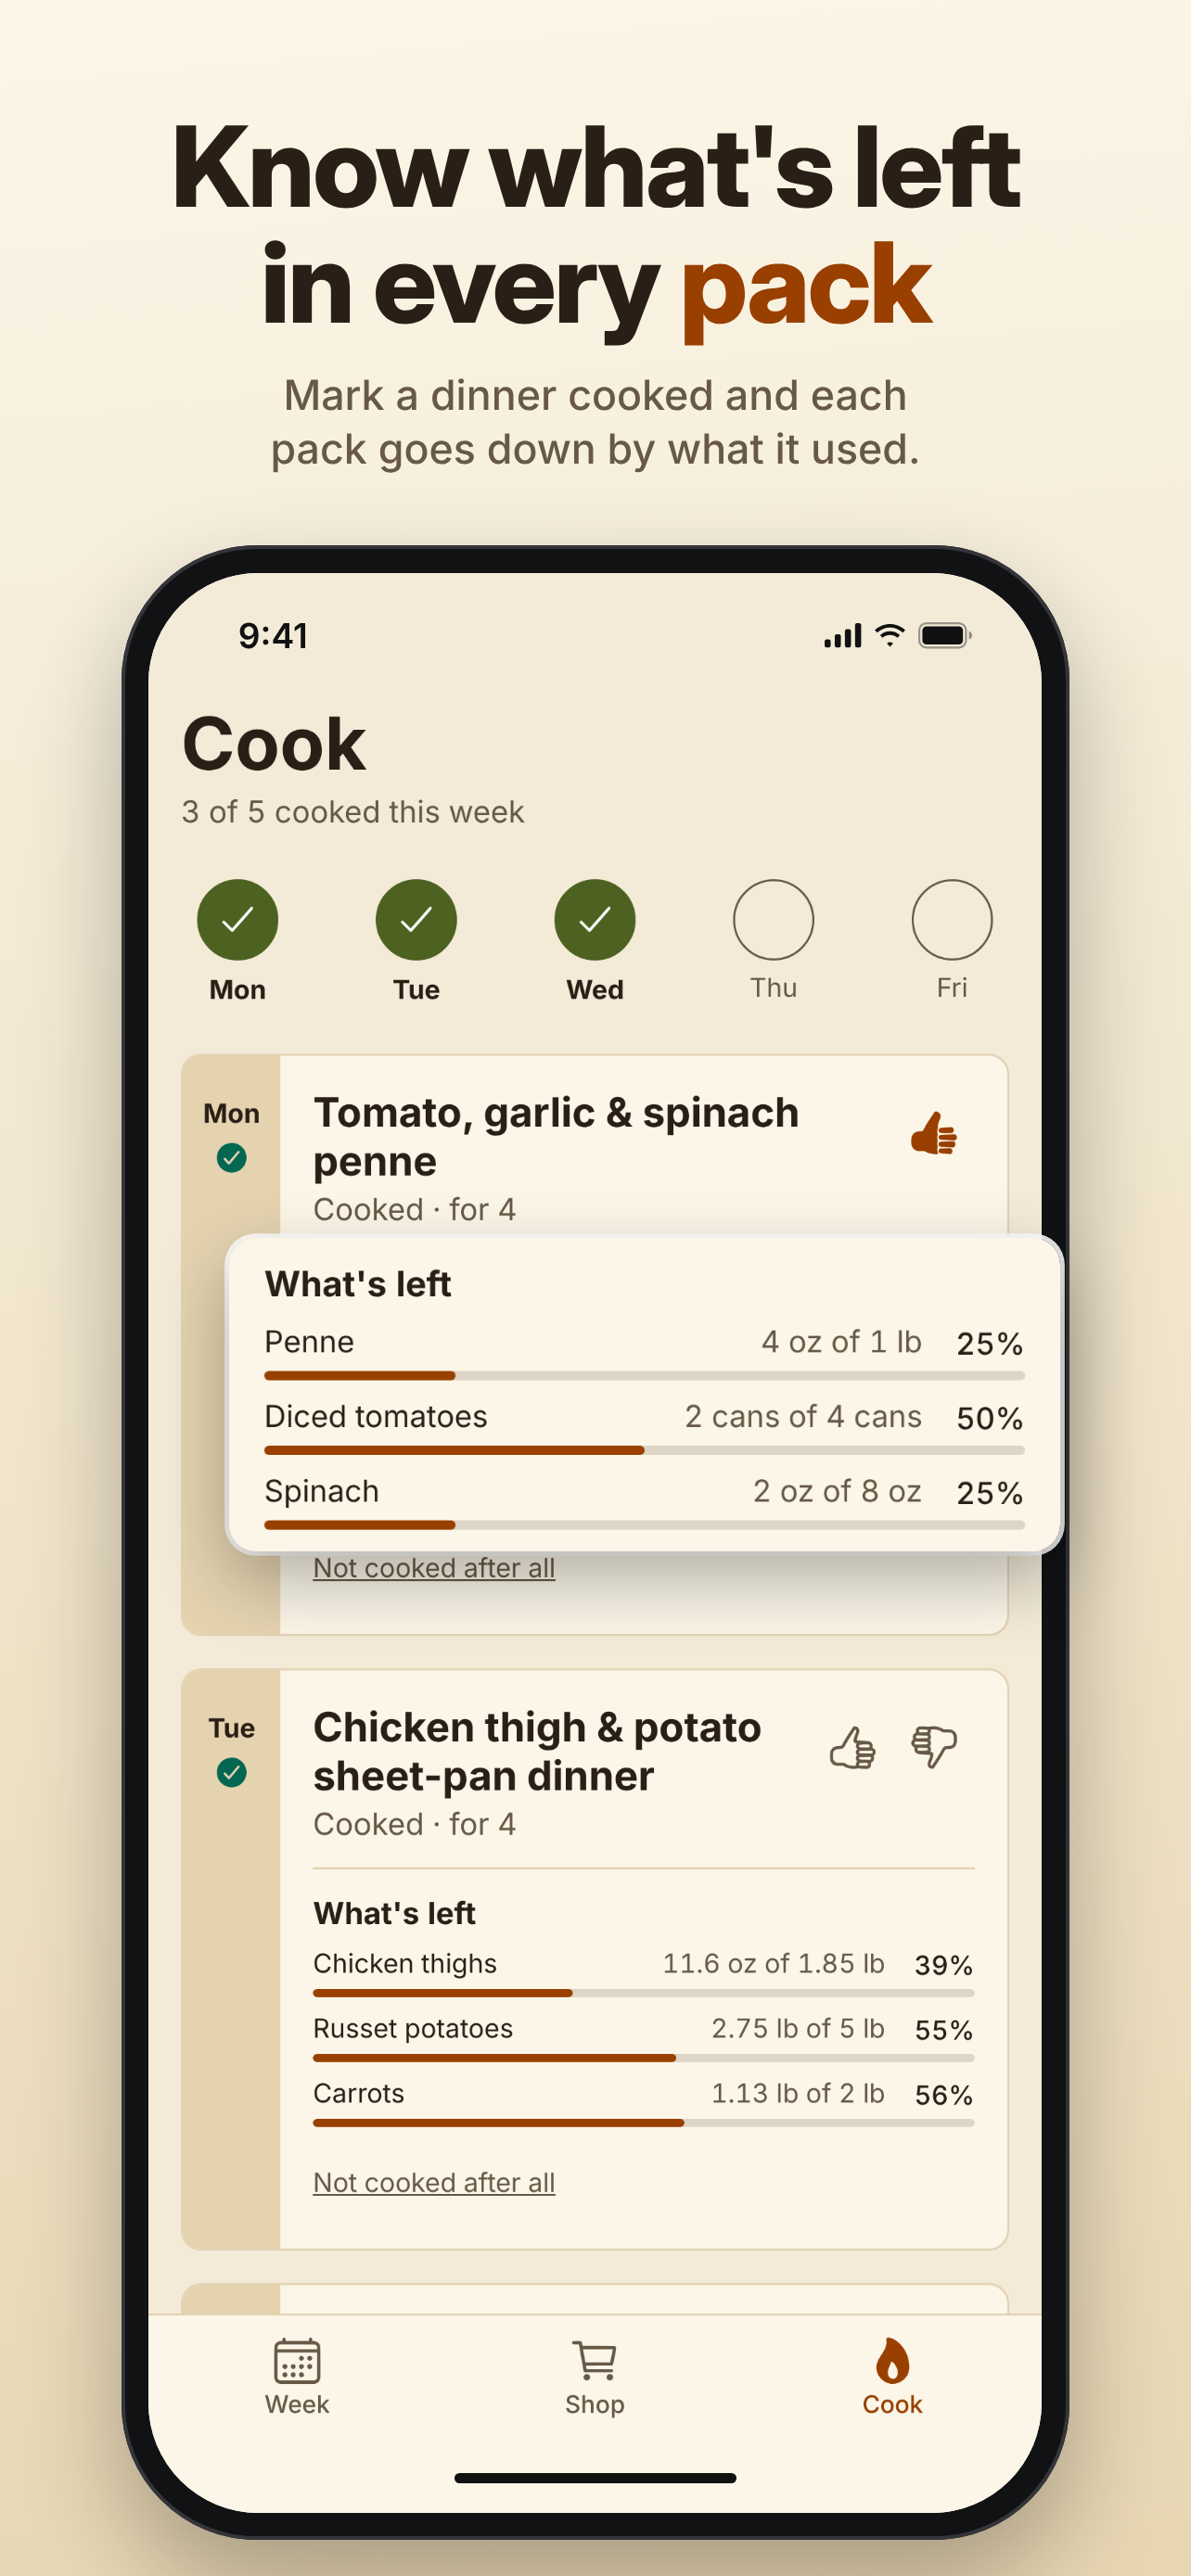 Know what's left
in every pack
Mark a dinner cooked and each
pack goes down by what it used.
9:41
Cook
3 of 5 cooked this week
Mon Tue Wed Thu Fri
Mon
Tomato, garlic & spinach
penne
Cooked · for 4
What's left
Penne 4 oz of 1 lb 25%
Diced tomatoes 2 cans of 4 cans 50%
Spinach 2 oz of 8 oz 25%
Not cooked after all
Tue
Chicken thigh & potato
sheet-pan dinner
Cooked · for 4
What's left
Chicken thighs 11.6 oz of 1.85 lb 39%
Russet potatoes 2.75 lb of 5 lb 55%
Carrots 1.13 lb of 2 lb 56%
Not cooked after all
Week Shop Cook